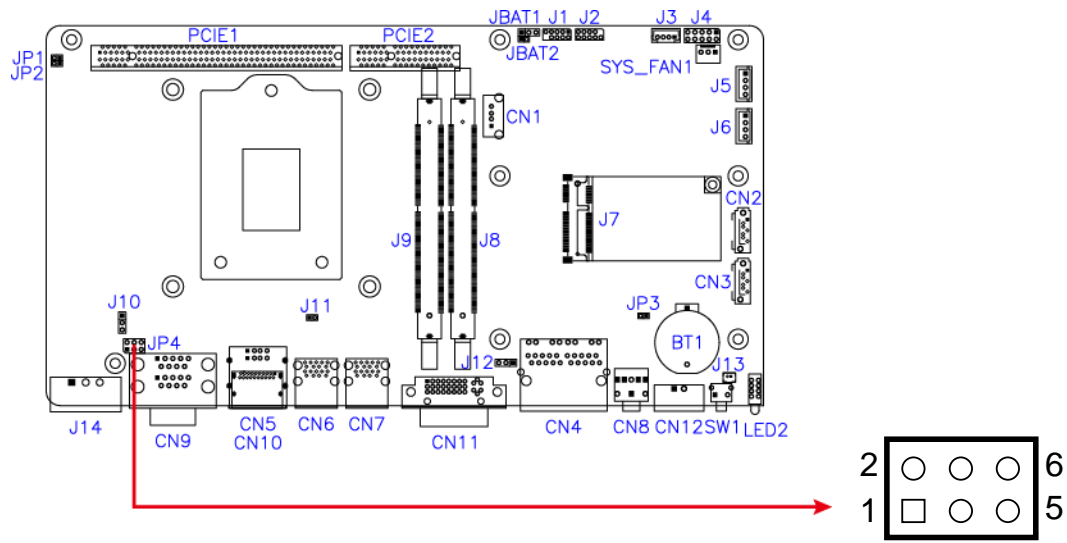 JBAT1 J1 J2 J3 J4
PCIE1 PCIE2
JBAT2
JP1
JP2
SYS_FAN1
J5
CN1
J6
CN2
J7
J9 J8
CN3
J10 J11 JP3
JP4 BT1
J12 J13
J14 CN9 CN5 CN6 CN7 CN11 CN4 CN8 CN12 SW1 LED2
CN10
2 6
1 5